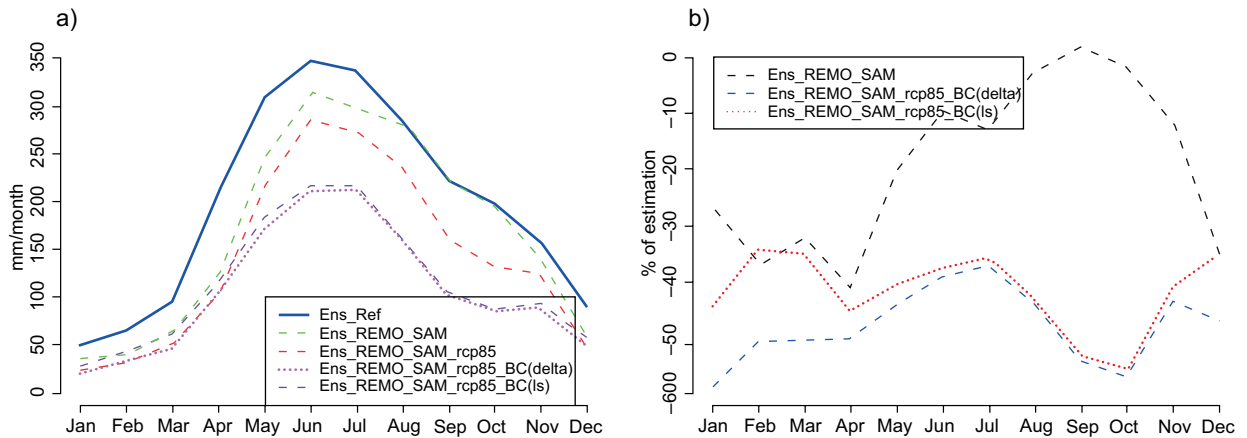 a)
350
300
250
200
150
100
50
0
mm/month
Ens_Ref
Ens_REMO_SAM
Ens_REMO_SAM_rcp85
Ens_REMO_SAM_rcp85_BC(delta)
Ens_REMO_SAM_rcp85_BC(ls)
Jan Feb Mar Apr May Jun Jul Aug Sep Oct Nov Dec
b)
0
-10
-20
-30
-40
-50
-600
% of estimation
Ens_REMO_SAM
Ens_REMO_SAM_rcp85_BC(delta)
Ens_REMO_SAM_rcp85_BC(ls)
Jan Feb Mar Apr May Jun Jul Aug Sep Oct Nov Dec